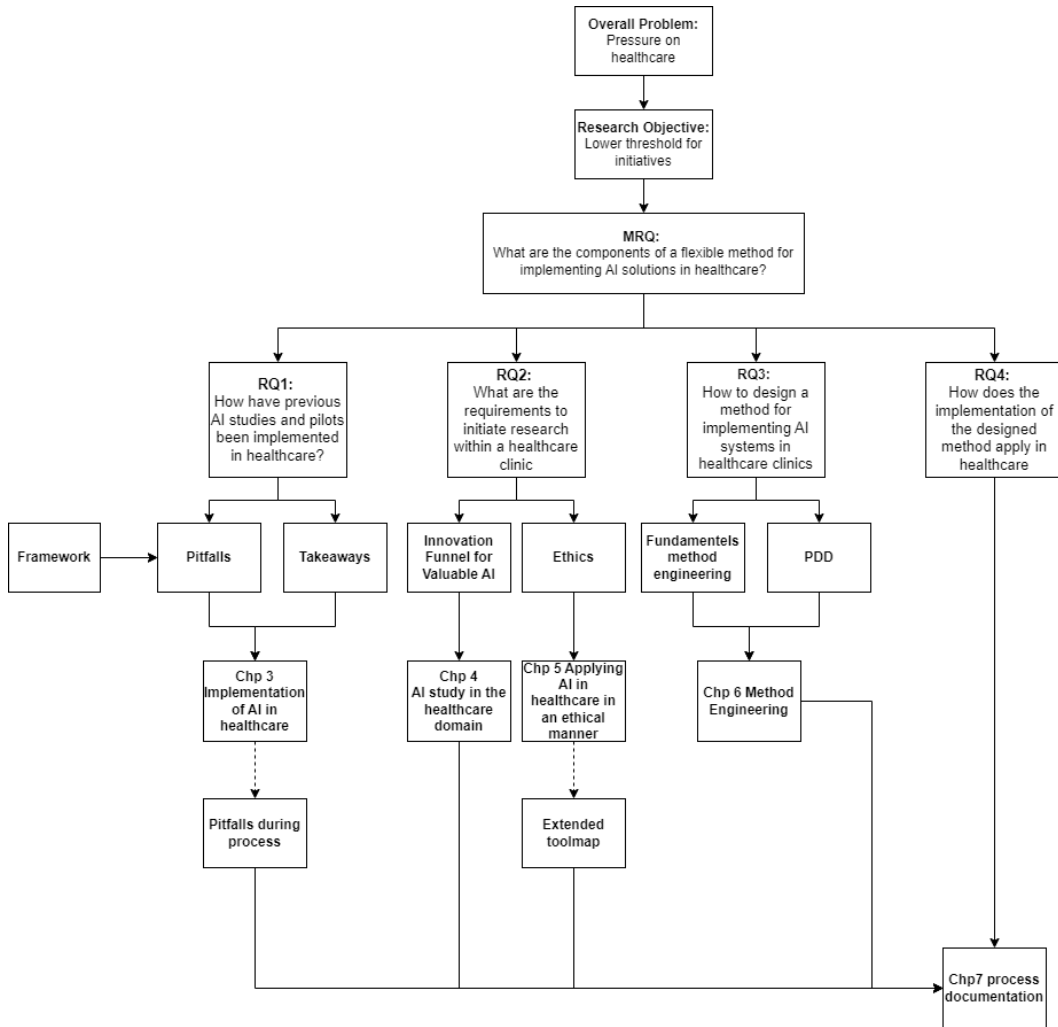 Overall Problem:
Pressure on
healthcare
Research Objective:
Lower threshold for
initiatives
MRQ:
What are the components of a flexible method for
implementing AI solutions in healthcare?
RQ1:
How have previous
AI studies and pilots
been implemented
in healthcare?
RQ2:
What are the
requirements to
initiate research
within a healthcare
clinic
RQ3:
How to design a
method for
implementing AI
systems in
healthcare clinics
RQ4:
How does the
implementation of
the designed
method apply in
healthcare
Framework
Pitfalls
Takeaways
Innovation
Funnel for
Valuable AI
Ethics
Fundamentels
method
engineering
PDD
Chp 3
Implementation
of AI in
healthcare
Chp 4
AI study in the
healthcare
domain
Chp 5 Applying
AI in
healthcare in
an ethical
manner
Chp 6 Method
Engineering
Pitfalls during
process
Extended
toolmap
Chp7 process
documentation